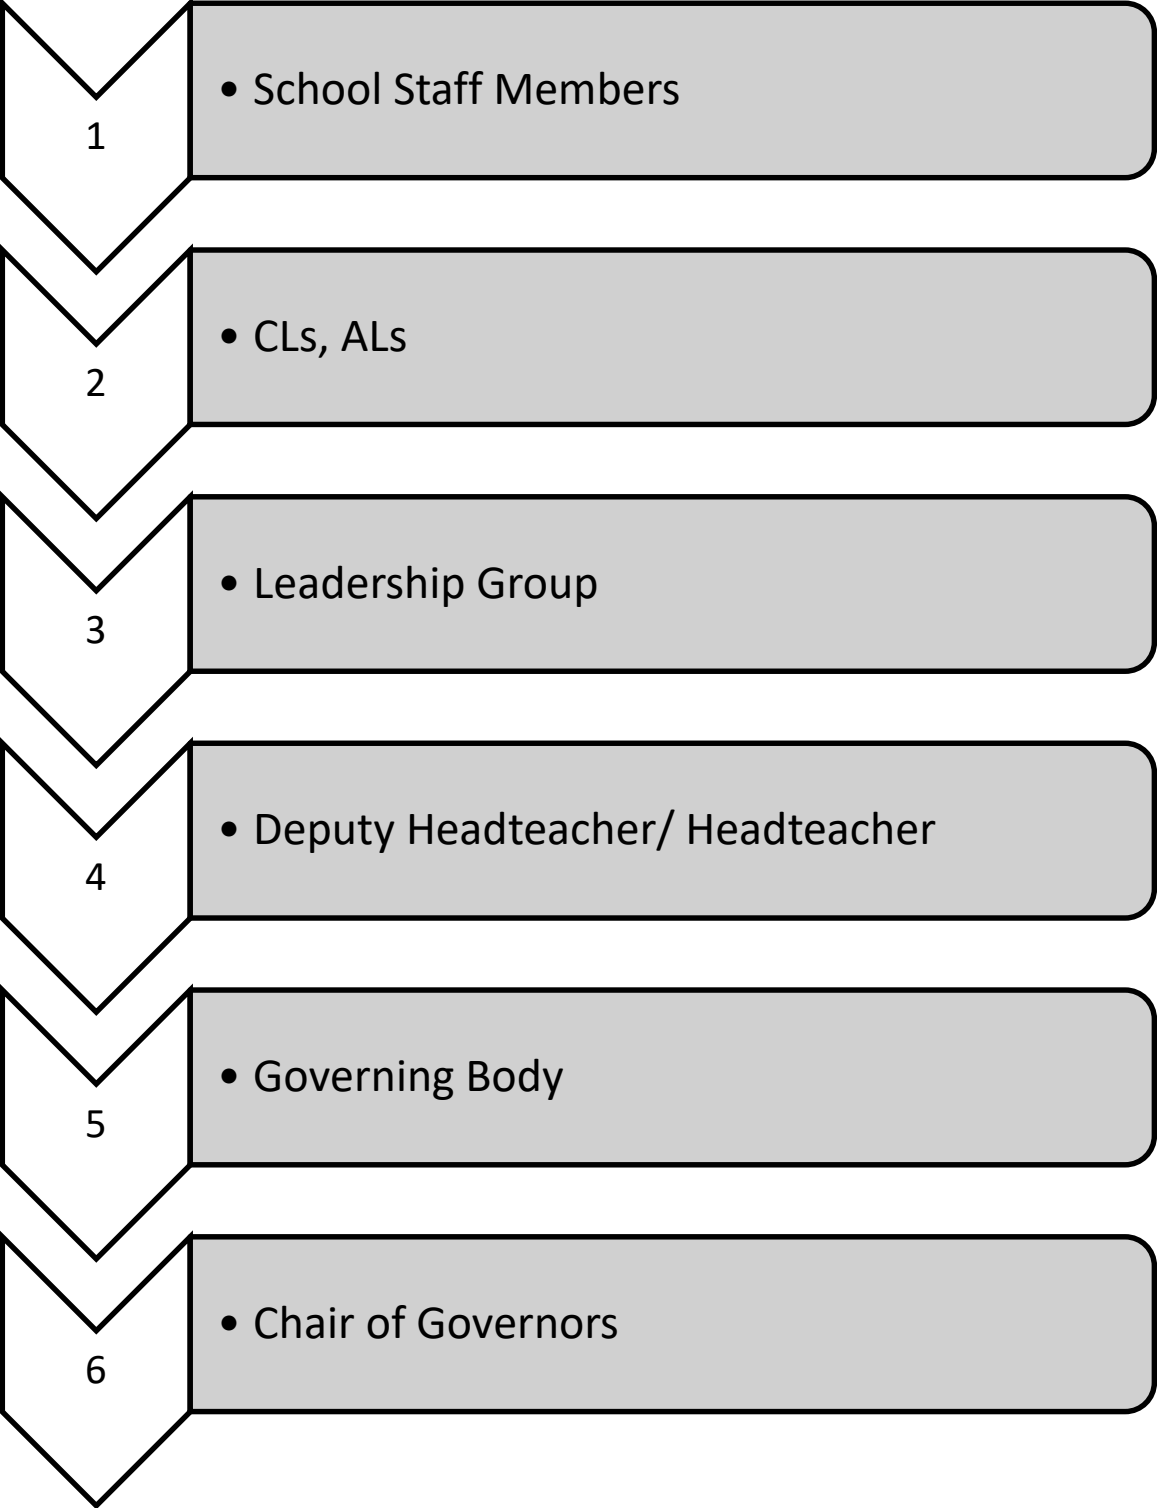 1
• School Staff Members
2
• CLs, ALs
3
• Leadership Group
4
• Deputy Headteacher/ Headteacher
5
• Governing Body
6
• Chair of Governors